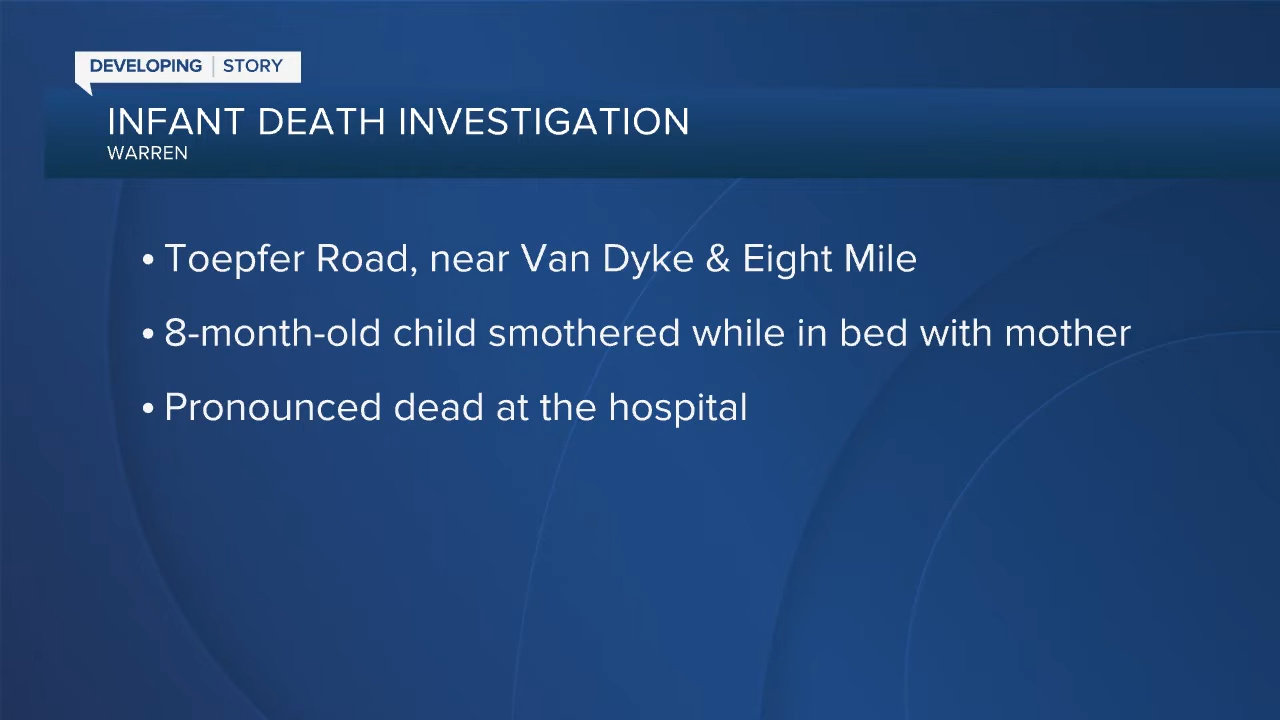 DEVELOPING | STORY
INFANT DEATH INVESTIGATION
WARREN
• Toepfer Road, near Van Dyke & Eight Mile
• 8-month-old child smothered while in bed with mother
• Pronounced dead at the hospital